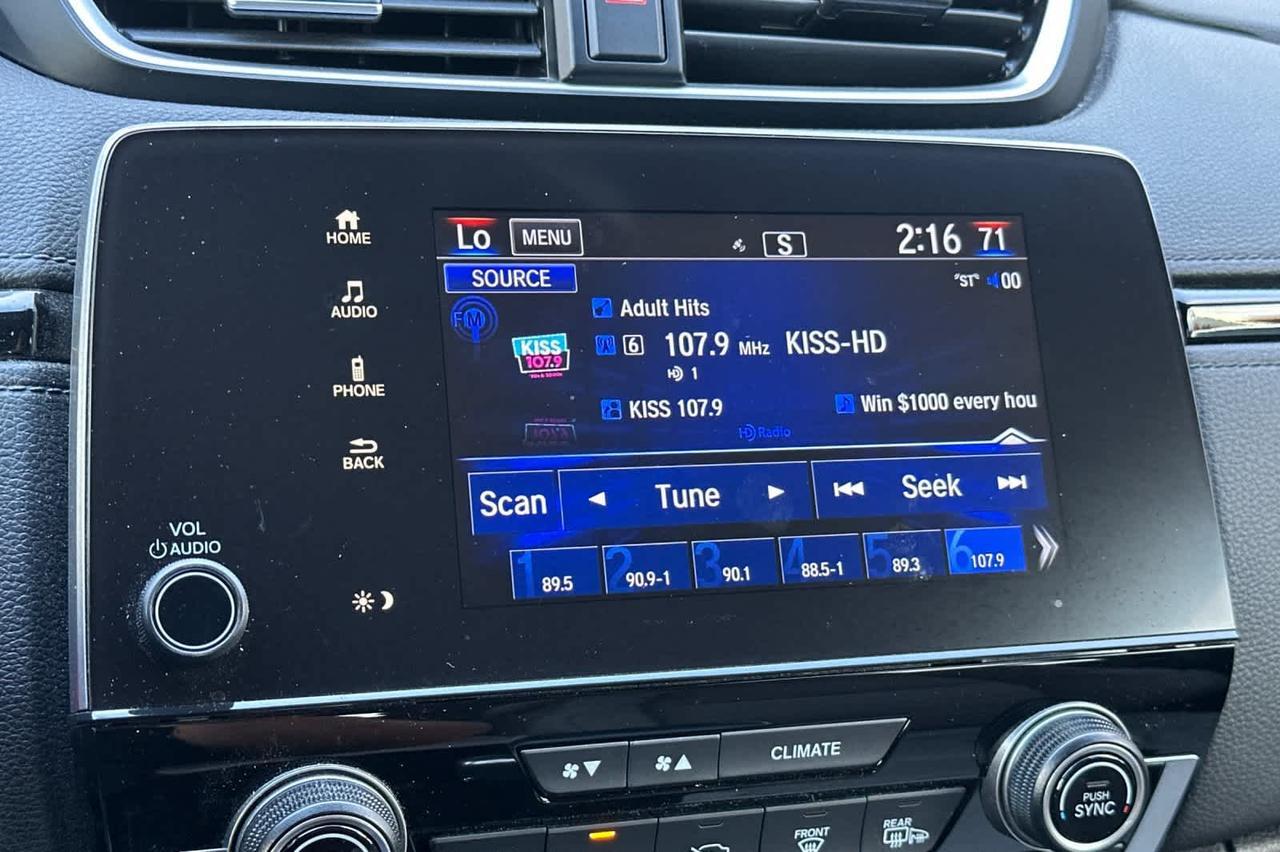 HOME
AUDIO
PHONE
BACK
VOL
AUDIO
Lo MENU S 2:16 71
SOURCE "ST" 00
FM Adult Hits
KISS 107.9
6 107.9 MHz KISS-HD
HD 1
KISS 107.9 Win $1000 every hou
HD Radio
Scan Tune Seek
1 89.5 2 90.9-1 3 90.1 4 88.5-1 5 89.3 6 107.9
CLIMATE
PUSH
SYNC
FRONT
REAR